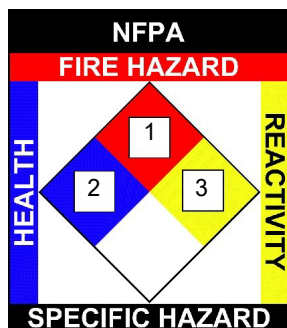 NFPA
FIRE HAZARD
HEALTH
1
2
3
REACTIVITY
SPECIFIC HAZARD